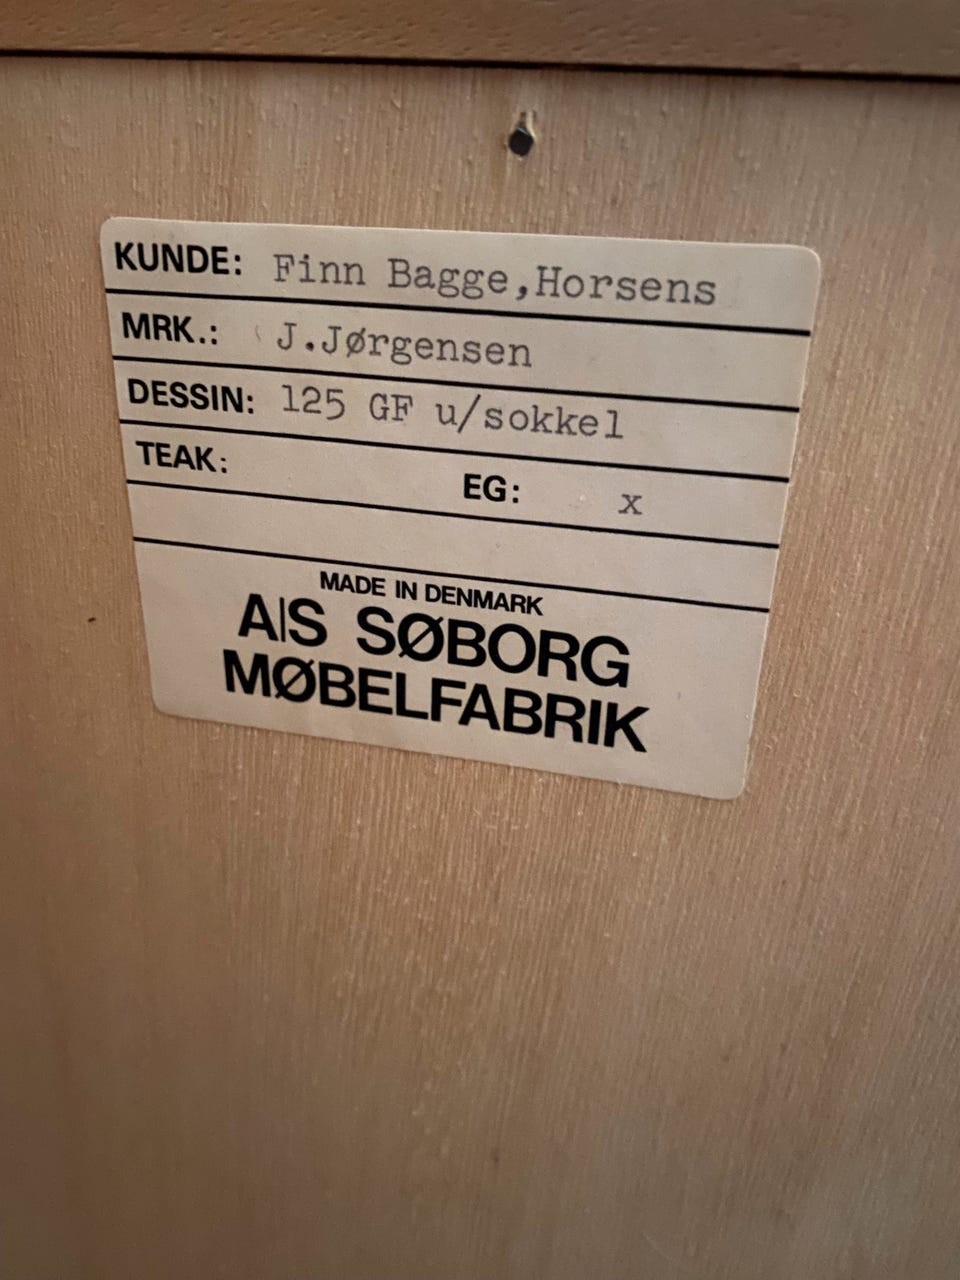 KUNDE: Finn Bagge,Horsens
MRK.: J.Jørgensen
DESSIN: 125 GF u/sokkel
TEAK: EG: x
MADE IN DENMARK
A|S SØBORG
MØBELFABRIK